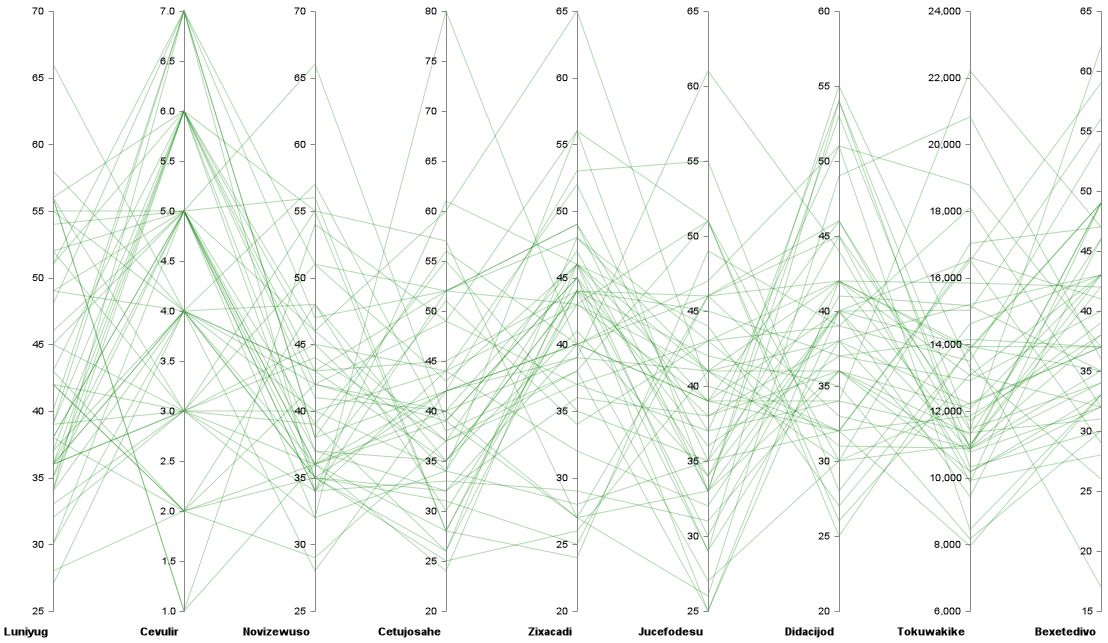 70 7.0 70 80 65 65 60 24,000 65
65 6.5 65 75 60 60 55 22,000 60
60 6.0 60 70 55 55 50 20,000 55
55 5.5 55 65 50 50 45 18,000 50
50 5.0 50 60 45 45 40 16,000 45
45 4.5 45 55 40 40 35 14,000 40
40 4.0 40 50 35 35 30 12,000 35
35 3.5 35 45 30 30 25 10,000 30
30 3.0 30 40 25 25 20 8,000 25
25 2.5 25 35 20 6,000 20
2.0 30 15
1.5 25
1.0 20
Luniyug Cevulir Novizewuso Cetujosahe Zixacadi Jucefodesu Didacijod Tokuwakike Bexetedivo